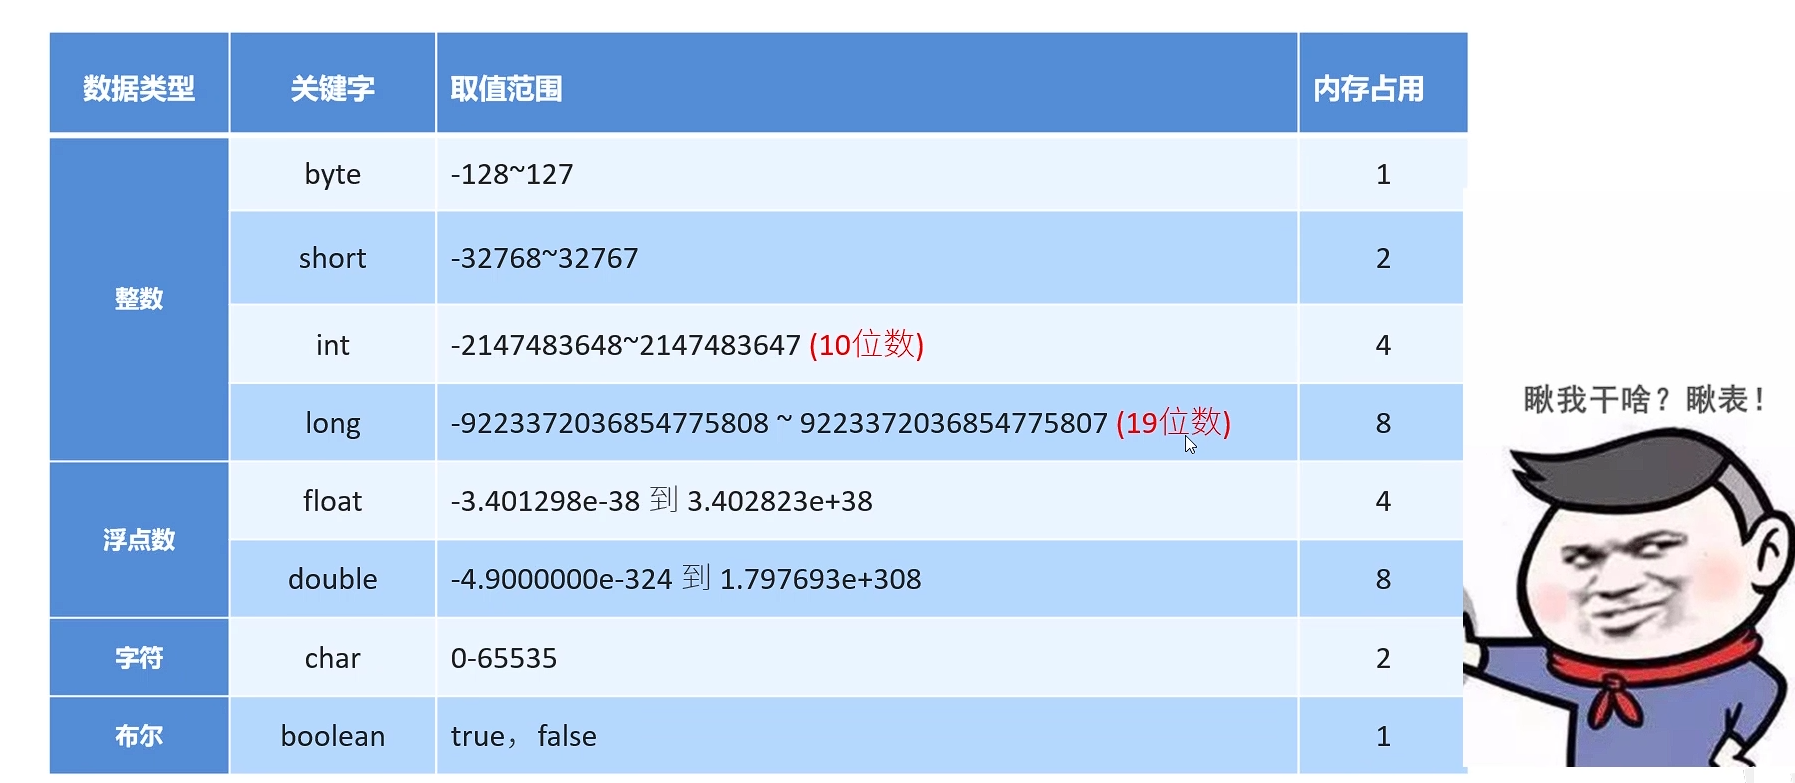 数据类型 关键字 取值范围 内存占用
整数
byte -128~127 1
short -32768~32767 2
int -2147483648~2147483647 (10位数) 4
long -9223372036854775808 ~ 9223372036854775807 (19位数) 8
浮点数
float -3.401298e-38 到 3.402823e+38 4
double -4.9000000e-324 到 1.797693e+308 8
字符 char 0-65535 2
布尔 boolean true，false 1
瞅我干啥？瞅表！